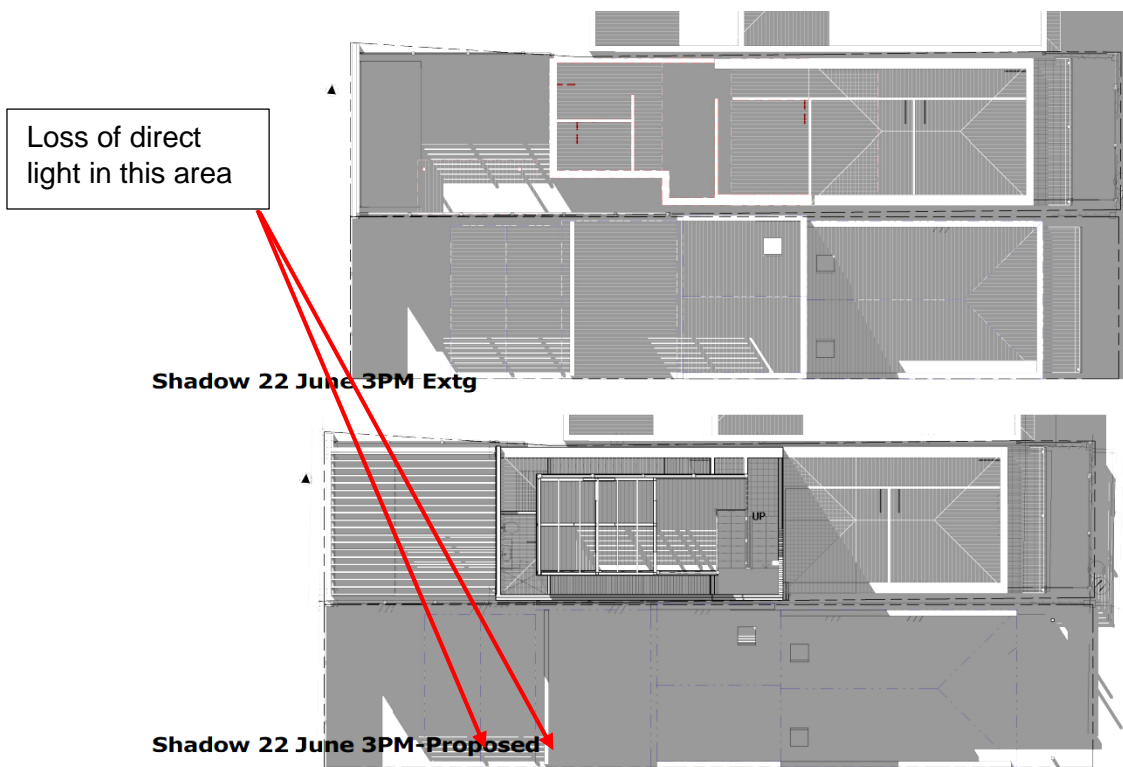 Loss of direct
light in this area
Shadow 22 June 3PM Extg
UP
Shadow 22 June 3PM-Proposed